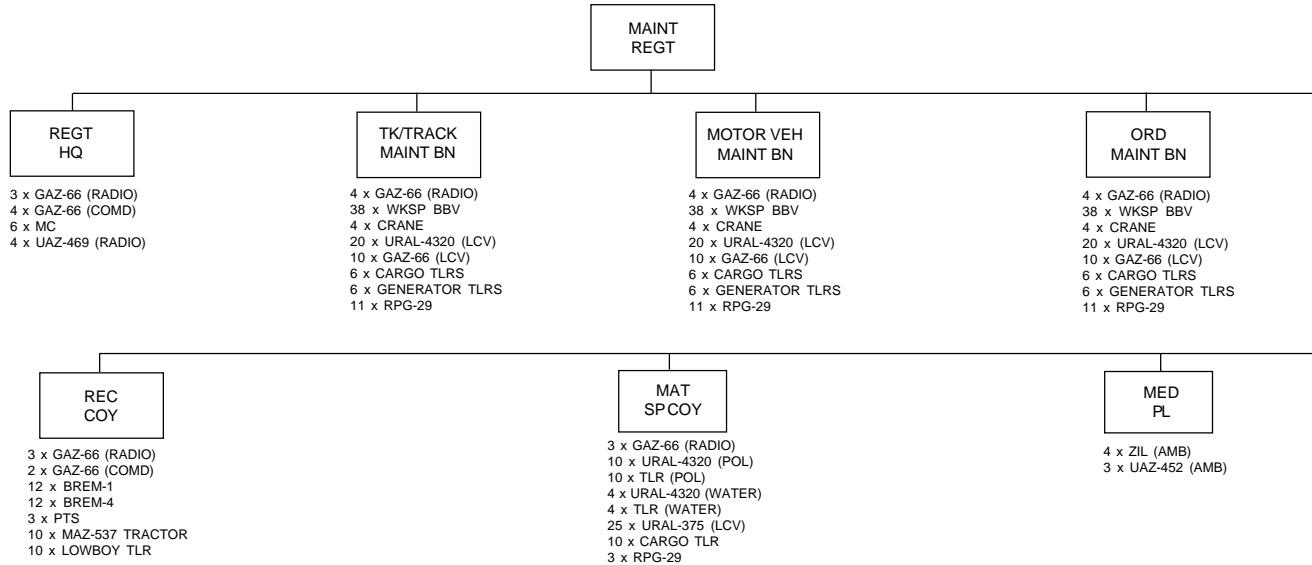 MAINT
REGT
REGT
HQ
3 x GAZ-66 (RADIO)
4 x GAZ-66 (COMD)
6 x MC
4 x UAZ-469 (RADIO)
TK/TRACK
MAINT BN
4 x GAZ-66 (RADIO)
38 x WKSP BBV
4 x CRANE
20 x URAL-4320 (LCV)
10 x GAZ-66 (LCV)
6 x CARGO TLRS
6 x GENERATOR TLRS
11 x RPG-29
MOTOR VEH
MAINT BN
4 x GAZ-66 (RADIO)
38 x WKSP BBV
4 x CRANE
20 x URAL-4320 (LCV)
10 x GAZ-66 (LCV)
6 x CARGO TLRS
6 x GENERATOR TLRS
11 x RPG-29
ORD
MAINT BN
4 x GAZ-66 (RADIO)
38 x WKSP BBV
4 x CRANE
20 x URAL-4320 (LCV)
10 x GAZ-66 (LCV)
6 x CARGO TLRS
6 x GENERATOR TLRS
11 x RPG-29
REC
COY
3 x GAZ-66 (RADIO)
2 x GAZ-66 (COMD)
12 x BREM-1
12 x BREM-4
3 x PTS
10 x MAZ-537 TRACTOR
10 x LOWBOY TLR
MAT
SP COY
3 x GAZ-66 (RADIO)
10 x URAL-4320 (POL)
10 x TLR (POL)
4 x URAL-4320 (WATER)
4 x TLR (WATER)
25 x URAL-375 (LCV)
10 x CARGO TLR
3 x RPG-29
MED
PL
4 x ZIL (AMB)
3 x UAZ-452 (AMB)